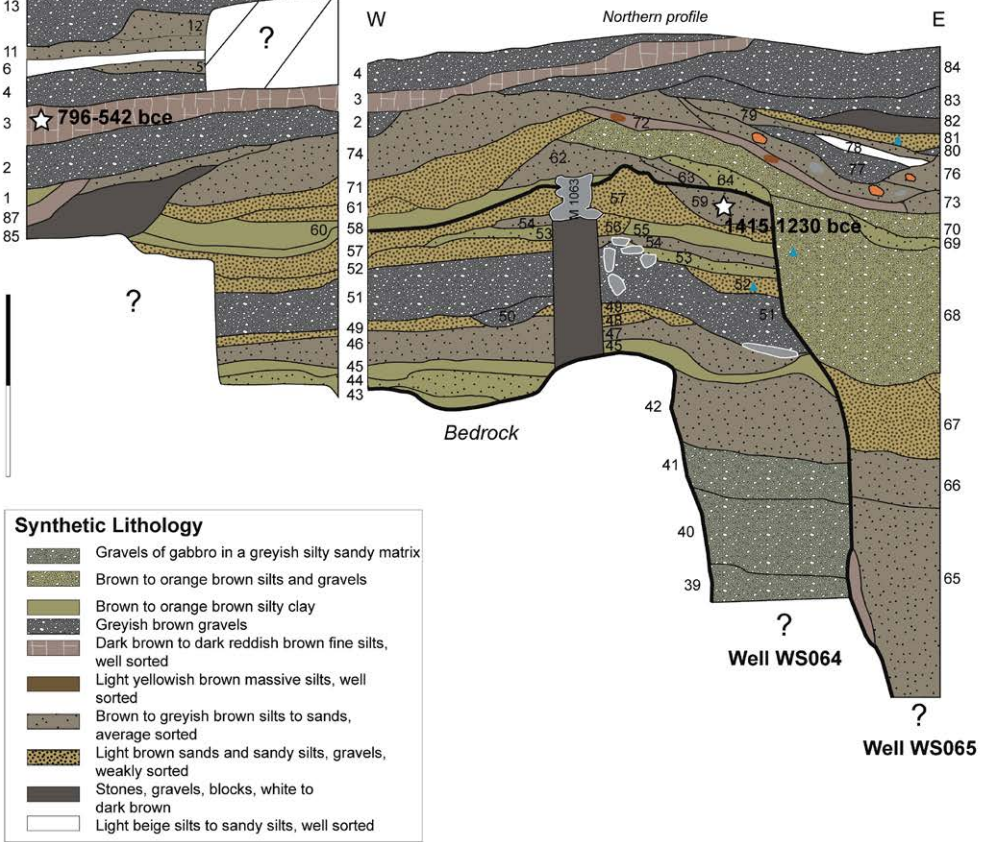 W
Northern profile
E
13
12
11
6
5
4
3
796-542 bce
2
1
87
85
60
?
?
4
3
2
74
71
61
58
57
52
51
49
46
45
44
43
72
79
62
63
64
M 1063
67
59
1415-1230 bce
54
53
66
55
54
53
52
51
50
49
48
47
45
78
77
84
83
82
81
80
76
73
70
69
68
67
66
65
Bedrock
42
41
40
39
?
Well WS064
?
Well WS065
Synthetic Lithology
Gravels of gabbro in a greyish silty sandy matrix
Brown to orange brown silts and gravels
Brown to orange brown silty clay
Greyish brown gravels
Dark brown to dark reddish brown fine silts,
well sorted
Light yellowish brown massive silts, well
sorted
Brown to greyish brown silts to sands,
average sorted
Light brown sands and sandy silts, gravels,
weakly sorted
Stones, gravels, blocks, white to
dark brown
Light beige silts to sandy silts, well sorted